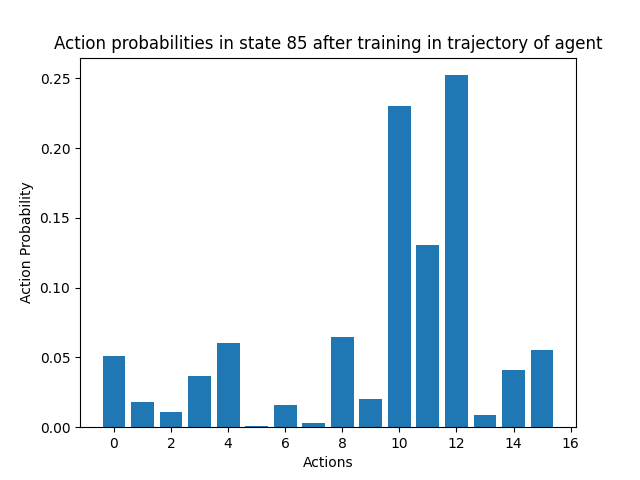 Action probabilities in state 85 after training in trajectory of agent
0.25
0.20
0.15
0.10
0.05
0.00
Action Probability
0 2 4 6 8 10 12 14 16
Actions